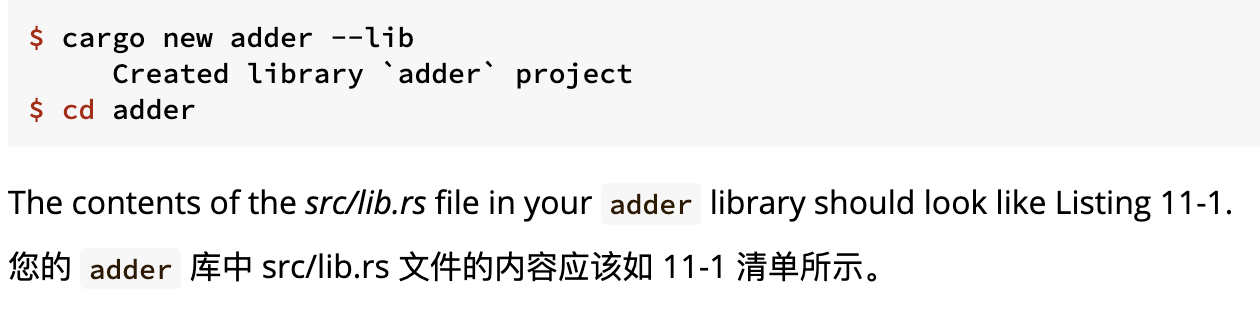 $ cargo new adder --lib
     Created library `adder` project
$ cd adder
The contents of the src/lib.rs file in your adder library should look like Listing 11-1.
您的 adder 库中 src/lib.rs 文件的内容应该如 11-1 清单所示。